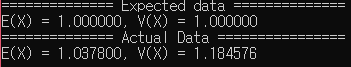 ============== Expected data ==============
E(X) = 1.000000, V(X) = 1.000000
============== Actual Data ==============
E(X) = 1.037800, V(X) = 1.184576